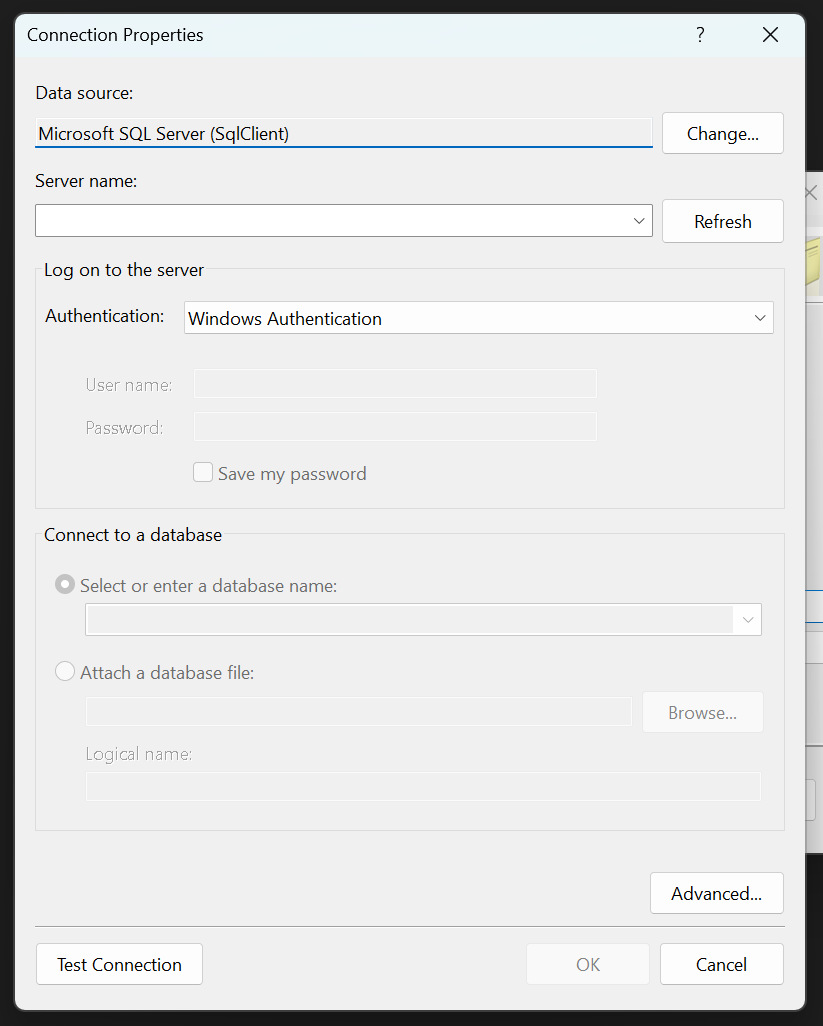 Connection Properties ?
Data source:
Microsoft SQL Server (SqlClient) Change...
Server name:
Refresh
Log on to the server
Authentication: Windows Authentication
User name:
Password:
Save my password
Connect to a database
Select or enter a database name:
Attach a database file:
Browse...
Logical name:
Advanced...
Test Connection OK Cancel